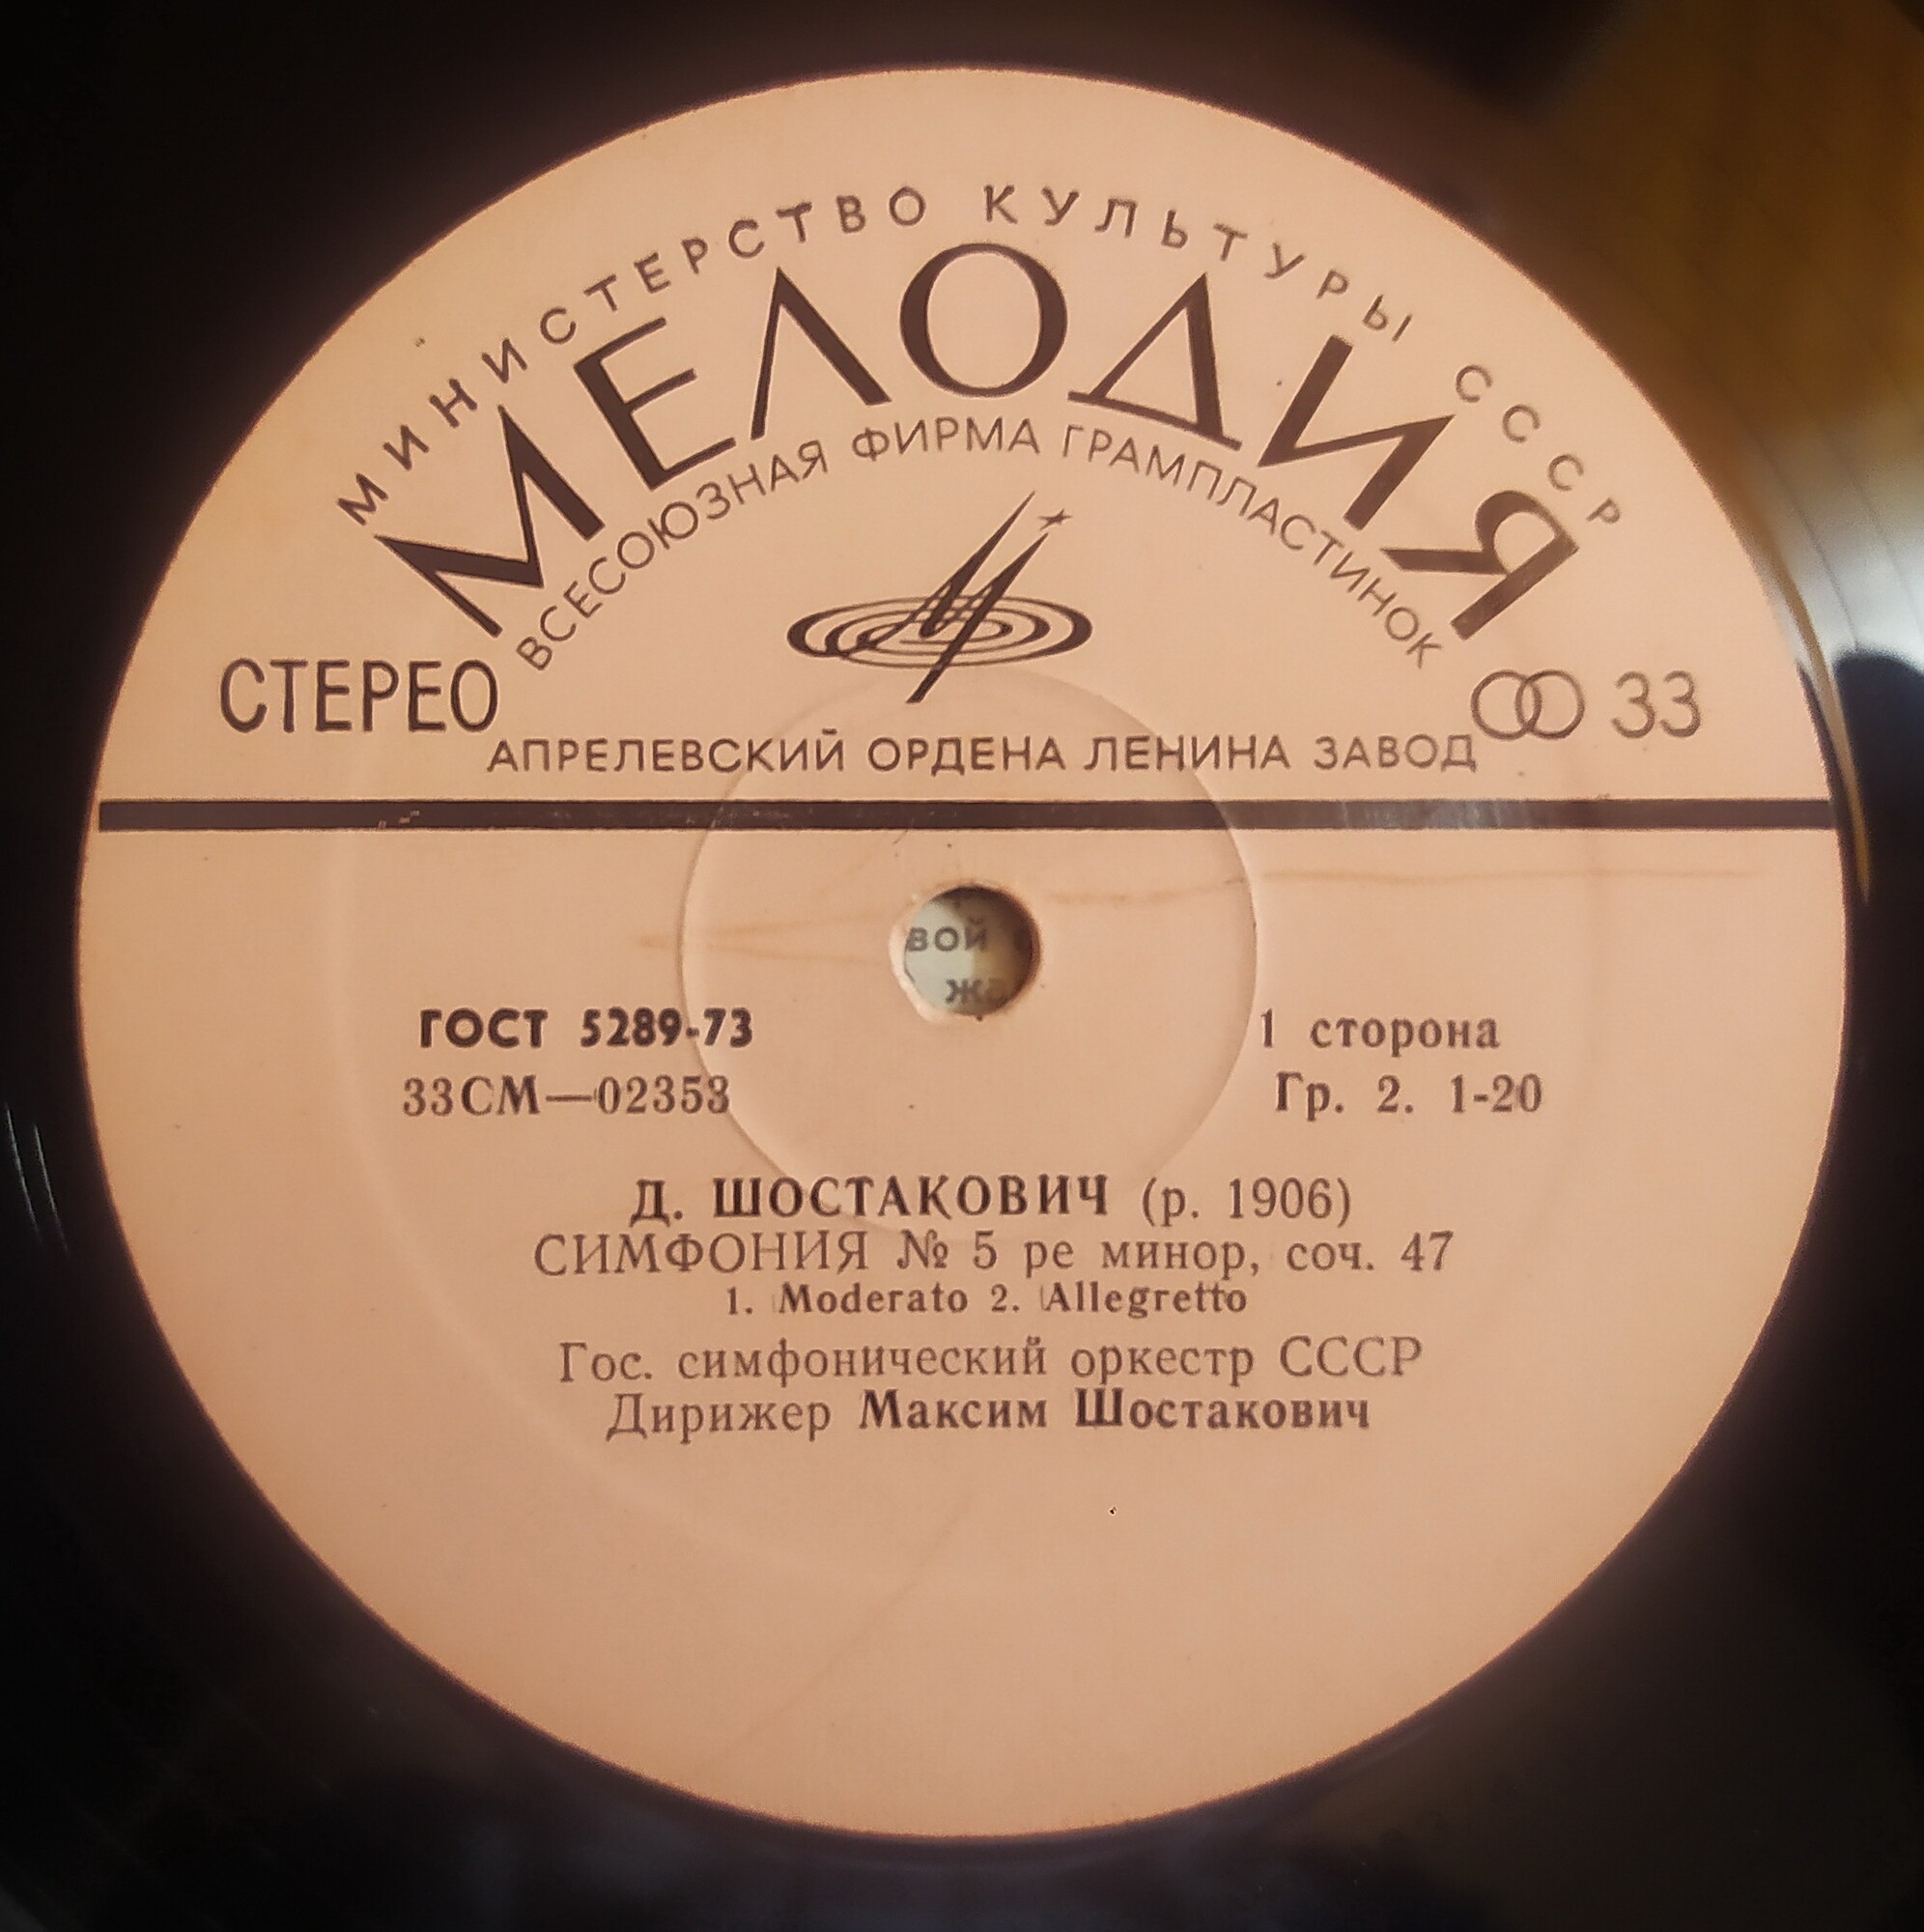 МИНИСТЕРСТВО КУЛЬТУРЫ СССР
МЕЛОДИЯ
ВСЕСОЮЗНАЯ ФИРМА ГРАМПЛАСТИНОК
СТЕРЕО
33
АПРЕЛЕВСКИЙ ОРДЕНА ЛЕНИНА ЗАВОД
вой
ГОСТ 5289-73
1 сторона
33СМ—02353
Гр. 2. 1-20
Д. ШОСТАКОВИЧ (р. 1906)
СИМФОНИЯ № 5 ре минор, соч. 47
1. Moderato 2. Allegretto
Гос. симфонический оркестр СССР
Дирижер Максим Шостакович